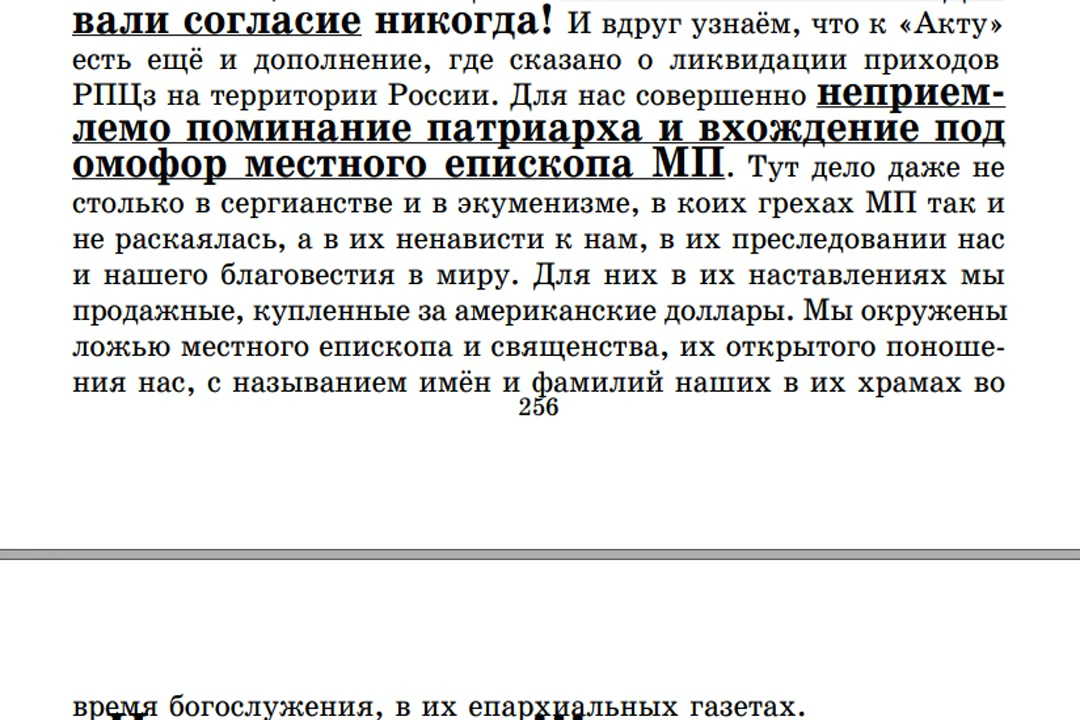 вали согласие никогда! И вдруг узнаём, что к «Акту»
есть ещё и дополнение, где сказано о ликвидации приходов
РПЦз на территории России. Для нас совершенно неприем-
лемо поминание патриарха и вхождение под
омофор местного епископа МП. Тут дело даже не
столько в сергианстве и в экуменизме, в коих грехах МП так и
не раскаялась, а в их ненависти к нам, в их преследовании нас
и нашего благовестия в миру. Для них в их наставлениях мы
продажные, купленные за американские доллары. Мы окружены
ложью местного епископа и священства, их открытого поноше-
ния нас, с называнием имён и фамилий наших в их храмах во
256
время богослужения, в их епархиальных газетах.